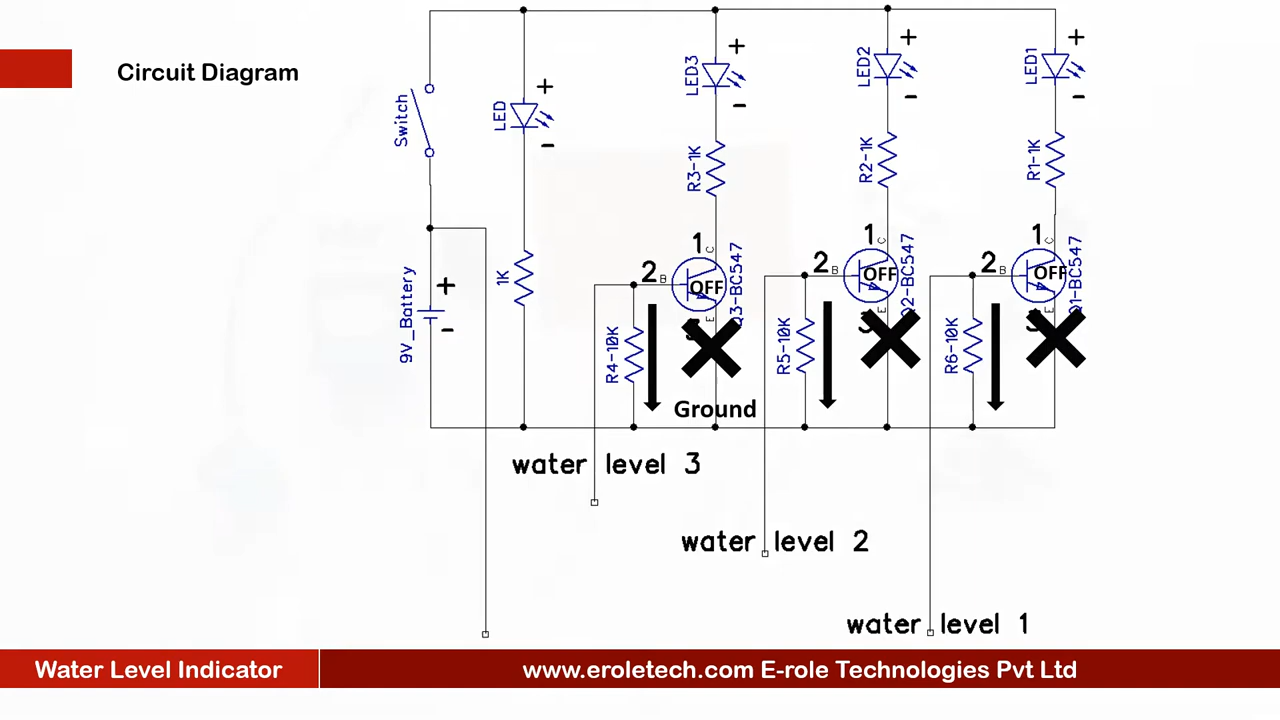 Circuit Diagram
Switch
9V_Battery
+
-
LED
+
-
1K
LED3
+
-
R3-1K
1
C
2
B
OFF
E
Q3-BC547
R4-10K
Ground
LED2
+
-
R2-1K
1
C
2
B
OFF
E
Q2-BC547
R5-10K
LED1
+
-
R1-1K
1
C
2
B
OFF
E
Q1-BC547
R6-10K
water level 3
water level 2
water level 1
Water Level Indicator
www.eroletech.com E-role Technologies Pvt Ltd